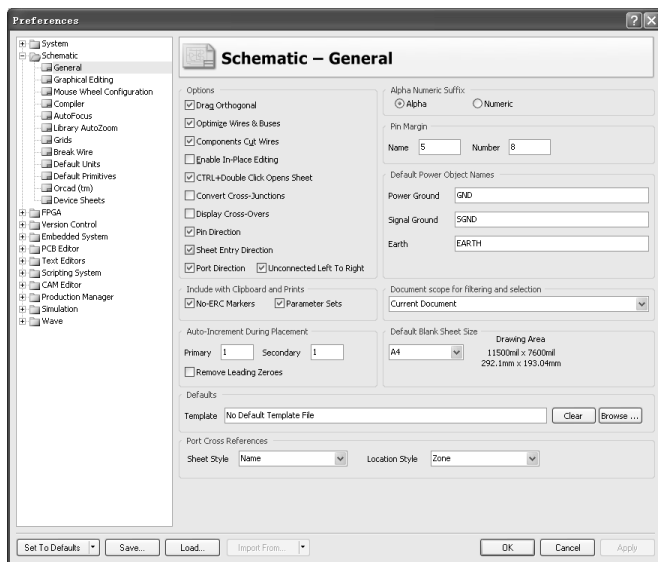 Preferences
System
Schematic
General
Graphical Editing
Mouse Wheel Configuration
Compiler
AutoFocus
Library AutoZoom
Grids
Break Wire
Default Units
Default Primitives
Orcad (tm)
Device Sheets
FPGA
Version Control
Embedded System
PCB Editor
Text Editors
Scripting System
CAM Editor
Production Manager
Simulation
Wave
Schematic – General
Options
Drag Orthogonal
Optimize Wires & Buses
Components Cut Wires
Enable In-Place Editing
CTRL+Double Click Opens Sheet
Convert Cross-Junctions
Display Cross-Overs
Pin Direction
Sheet Entry Direction
Port Direction Unconnected Left To Right
Alpha Numeric Suffix
Alpha Numeric
Pin Margin
Name 5 Number 8
Default Power Object Names
Power Ground GND
Signal Ground SGND
Earth EARTH
Include with Clipboard and Prints
No-ERC Markers Parameter Sets
Document scope for filtering and selection
Current Document
Auto-Increment During Placement
Primary 1 Secondary 1
Remove Leading Zeroes
Default Blank Sheet Size
A4
Drawing Area
11500mil x 7600mil
292.1mm x 193.04mm
Defaults
Template No Default Template File Clear Browse ...
Port Cross References
Sheet Style Name Location Style Zone
Set To Defaults Save... Load... Import From... OK Cancel Apply